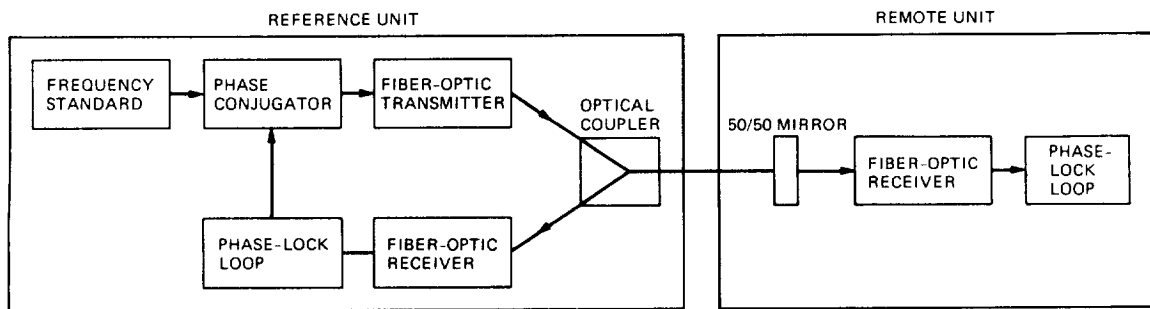 REFERENCE UNIT
REMOTE UNIT
FREQUENCY
STANDARD
PHASE
CONJUGATOR
FIBER-OPTIC
TRANSMITTER
OPTICAL
COUPLER
50/50 MIRROR
FIBER-OPTIC
RECEIVER
PHASE-
LOCK
LOOP
PHASE-LOCK
LOOP
FIBER-OPTIC
RECEIVER